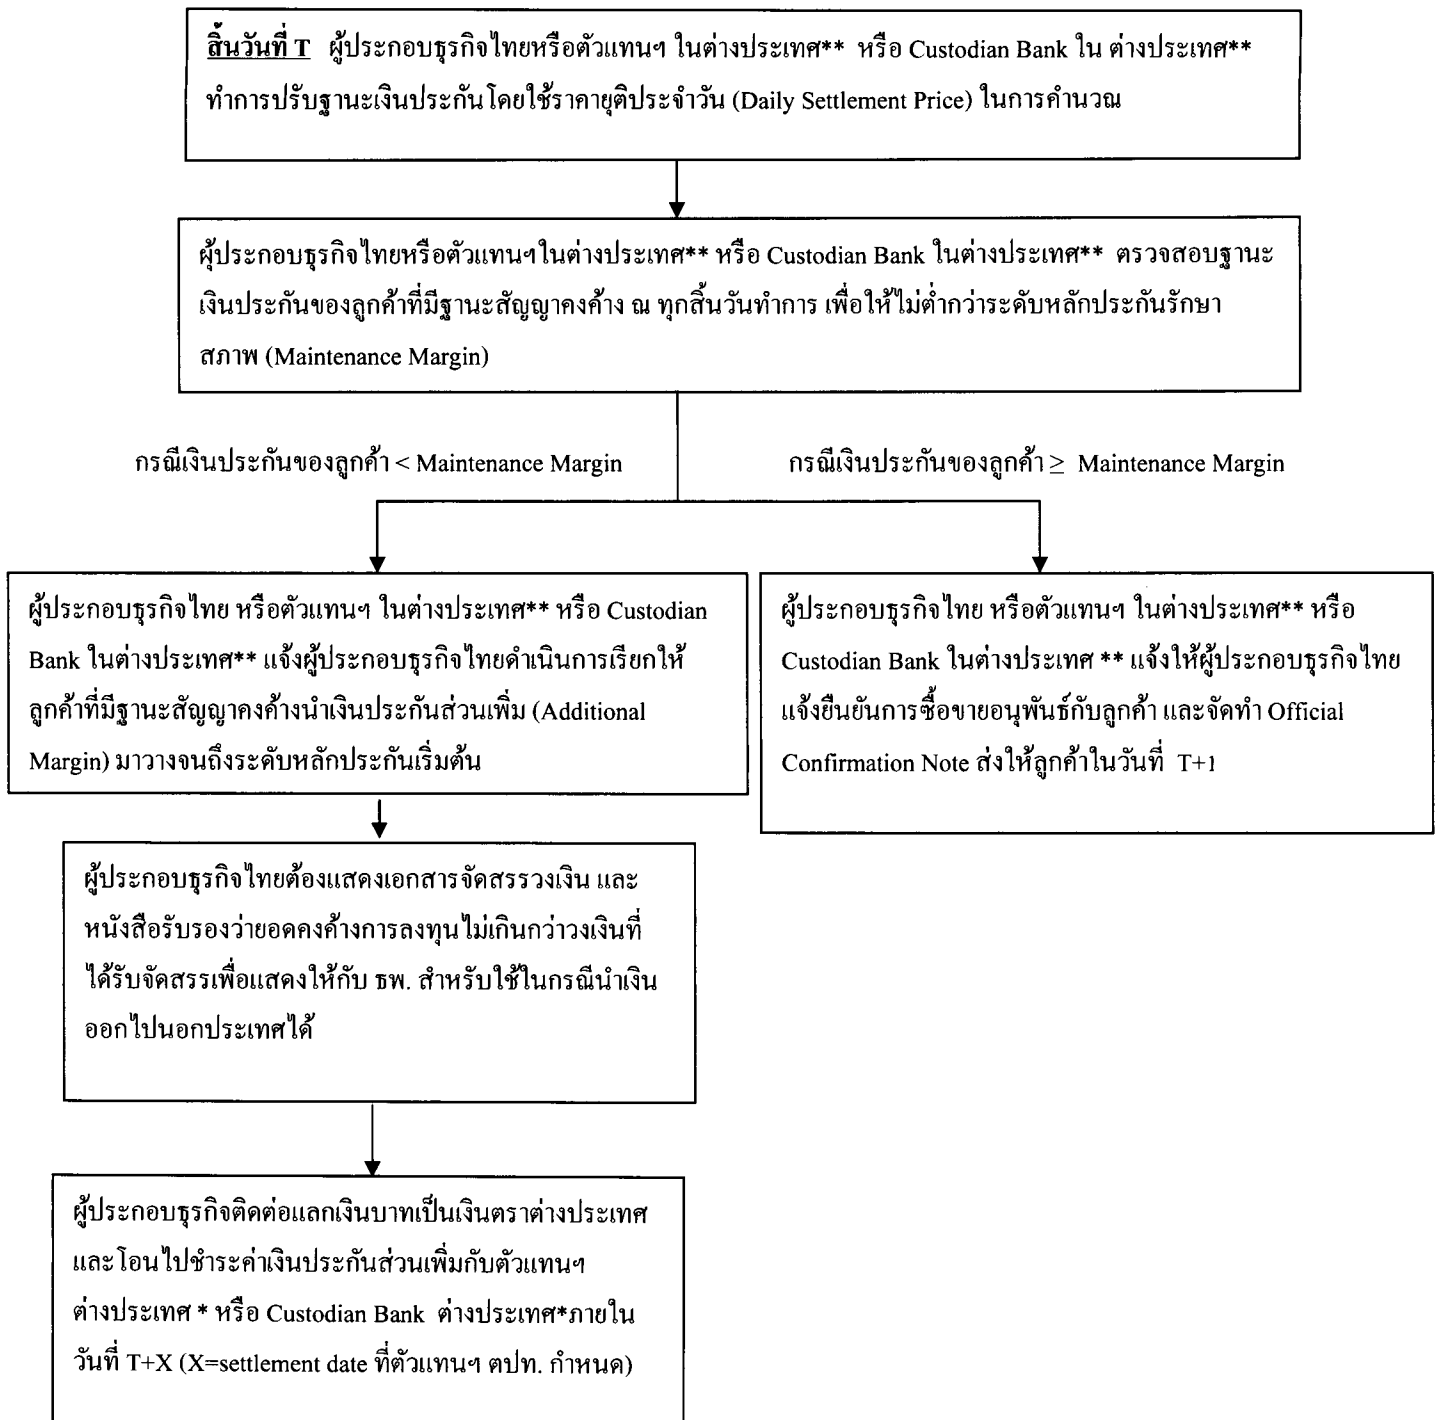 สิ้นวันที่ T ผู้ประกอบธุรกิจไทยหรือตัวแทนฯ ในต่างประเทศ** หรือ Custodian Bank ใน ต่างประเทศ**
ทำการปรับฐานะเงินประกันโดยใช้ราคายุติประจำวัน (Daily Settlement Price) ในการคำนวณ
ผู้ประกอบธุรกิจไทยหรือตัวแทนฯในต่างประเทศ** หรือ Custodian Bank ในต่างประเทศ** ตรวจสอบฐานะ
เงินประกันของลูกค้าที่มีฐานะสัญญาคงค้าง ณ ทุกสิ้นวันทำการ เพื่อให้ไม่ต่ำกว่าระดับหลักประกันรักษา
สภาพ (Maintenance Margin)
กรณีเงินประกันของลูกค้า < Maintenance Margin
กรณีเงินประกันของลูกค้า ≥ Maintenance Margin
ผู้ประกอบธุรกิจไทย หรือตัวแทนฯ ในต่างประเทศ** หรือ Custodian
Bank ในต่างประเทศ** แจ้งผู้ประกอบธุรกิจไทยดำเนินการเรียกให้
ลูกค้าที่มีฐานะสัญญาคงค้างนำเงินประกันส่วนเพิ่ม (Additional
Margin) มาวางจนถึงระดับหลักประกันเริ่มต้น
ผู้ประกอบธุรกิจไทย หรือตัวแทนฯ ในต่างประเทศ** หรือ
Custodian Bank ในต่างประเทศ ** แจ้งให้ผู้ประกอบธุรกิจไทย
แจ้งยืนยันการซื้อขายอนุพันธ์กับลูกค้า และจัดทำ Official
Confirmation Note ส่งให้ลูกค้าในวันที่ T+1
ผู้ประกอบธุรกิจไทยต้องแสดงเอกสารจัดสรรวงเงิน และ
หนังสือรับรองว่ายอดคงค้างการลงทุนไม่เกินกว่าวงเงินที่
ได้รับจัดสรรเพื่อแสดงให้กับ ธพ. สำหรับใช้ในกรณีนำเงิน
ออกไปนอกประเทศได้
ผู้ประกอบธุรกิจติดต่อแลกเงินบาทเป็นเงินตราต่างประเทศ
และโอนไปชำระค่าเงินประกันส่วนเพิ่มกับตัวแทนฯ
ต่างประเทศ * หรือ Custodian Bank ต่างประเทศ*ภายใน
วันที่ T+X (X=settlement date ที่ตัวแทนฯ ตปท. กำหนด)